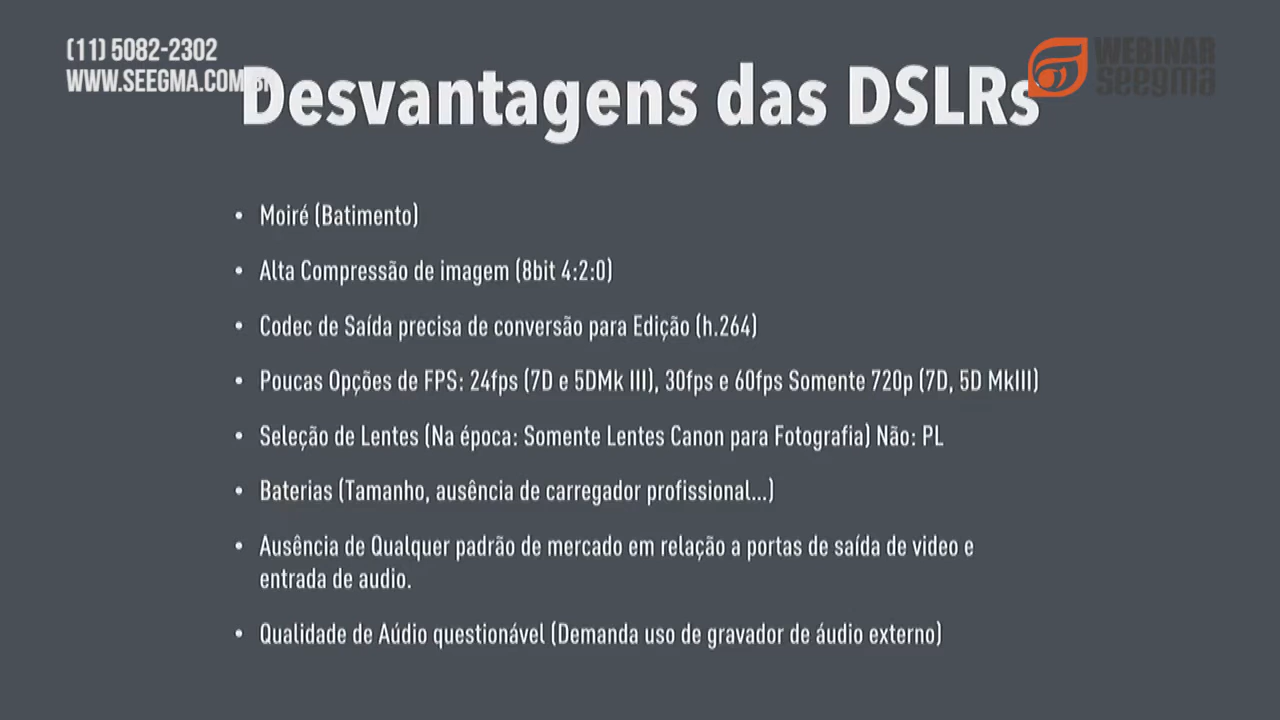 (11) 5082-2302
WWW.SEEGMA.COM.BR
WEBINAR
seegma
Desvantagens das DSLRs
• Moiré (Batimento)
• Alta Compressão de imagem (8bit 4:2:0)
• Codec de Saída precisa de conversão para Edição (h.264)
• Poucas Opções de FPS: 24fps (7D e 5DMk III), 30fps e 60fps Somente 720p (7D, 5D MkIII)
• Seleção de Lentes (Na época: Somente Lentes Canon para Fotografia) Não: PL
• Baterias (Tamanho, ausência de carregador profissional...)
• Ausência de Qualquer padrão de mercado em relação a portas de saída de video e
entrada de audio.
• Qualidade de Aúdio questionável (Demanda uso de gravador de áudio externo)